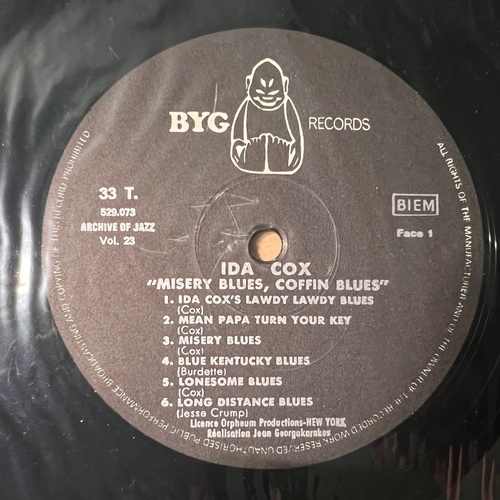 BYG RECORDS
33 T.
529.073
ARCHIVE OF JAZZ
Vol. 23
BIEM
Face 1
IDA COX
"MISERY BLUES, COFFIN BLUES"
1. IDA COX'S LAWDY LAWDY BLUES
(Cox)
2. MEAN PAPA TURN YOUR KEY
(Cox)
3. MISERY BLUES
(Cox)
4. BLUE KENTUCKY BLUES
(Burdette)
5. LONESOME BLUES
(Cox)
6. LONG DISTANCE BLUES
(Jesse Crump)
Licence Orpheum Productions-NEW YORK
Réalisation Jean Georgakarakos
ALL RIGHTS OF THE MANUFACTURER AND OF THE OWNER OF THE RECORDED WORK RESERVED UNAUTHORISED PUBLIC PERFORMANCE BROADCASTING AND COPYING OF THIS RECORD PROHIBITED